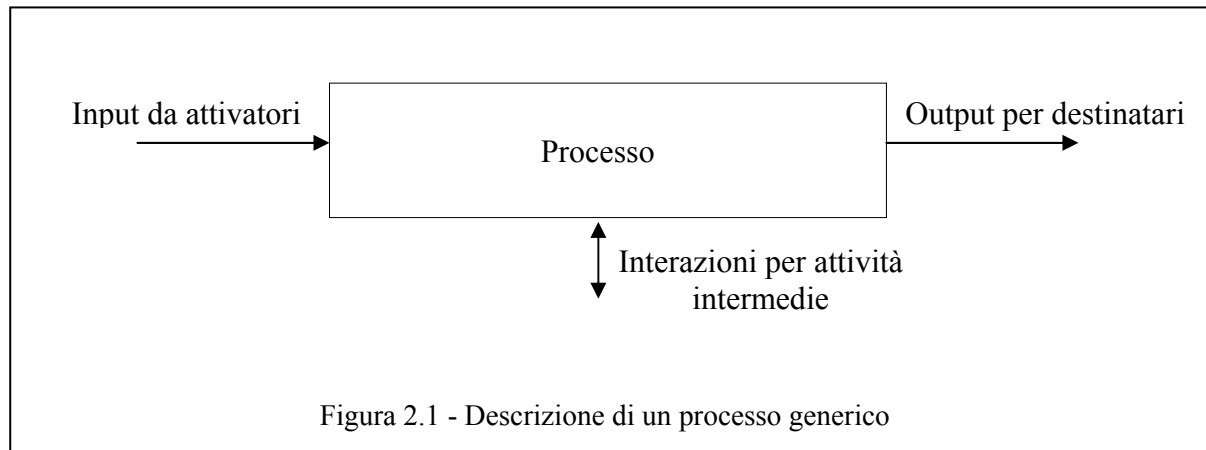 Input da attivatori
Processo
Output per destinatari
Interazioni per attività
intermedie
Figura 2.1 - Descrizione di un processo generico